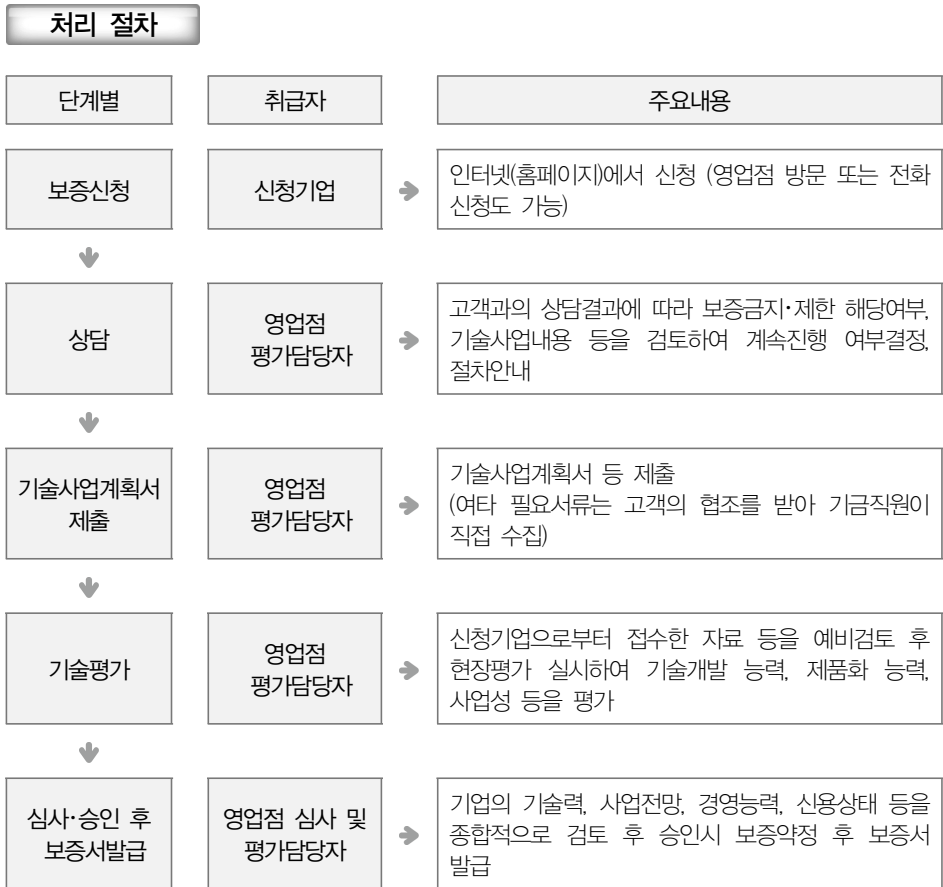 처리 절차
단계별 취급자 주요내용
보증신청 신청기업 인터넷(홈페이지)에서 신청 (영업점 방문 또는 전화
신청도 가능)
상담
영업점
평가담당자
고객과의 상담결과에 따라 보증금지·제한 해당여부,
기술사업내용 등을 검토하여 계속진행 여부결정,
절차안내
기술사업계획서
제출
영업점
평가담당자
기술사업계획서 등 제출
(여타 필요서류는 고객의 협조를 받아 기금직원이
직접 수집)
기술평가
영업점
평가담당자
신청기업으로부터 접수한 자료 등을 예비검토 후
현장평가 실시하여 기술개발 능력, 제품화 능력,
사업성 등을 평가
심사·승인 후
보증서발급
영업점 심사 및
평가담당자
기업의 기술력, 사업전망, 경영능력, 신용상태 등을
종합적으로 검토 후 승인시 보증약정 후 보증서
발급